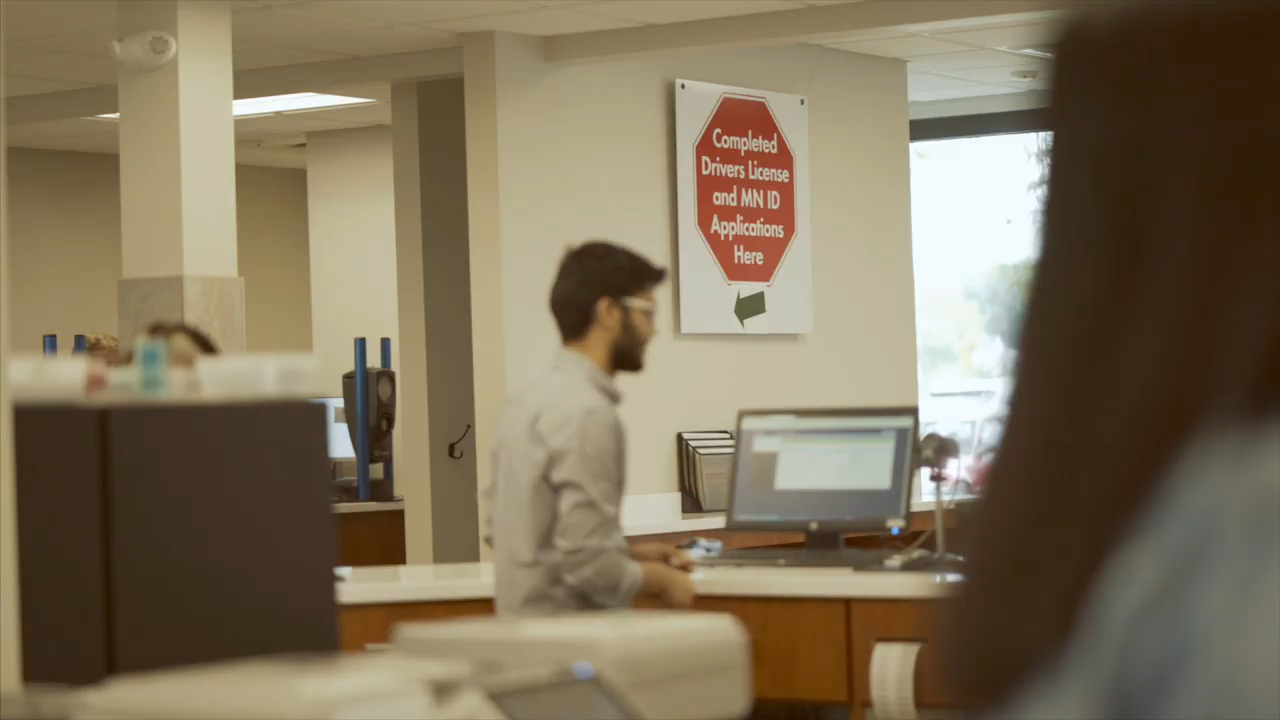 Completed
Drivers License
and MN ID
Applications
Here